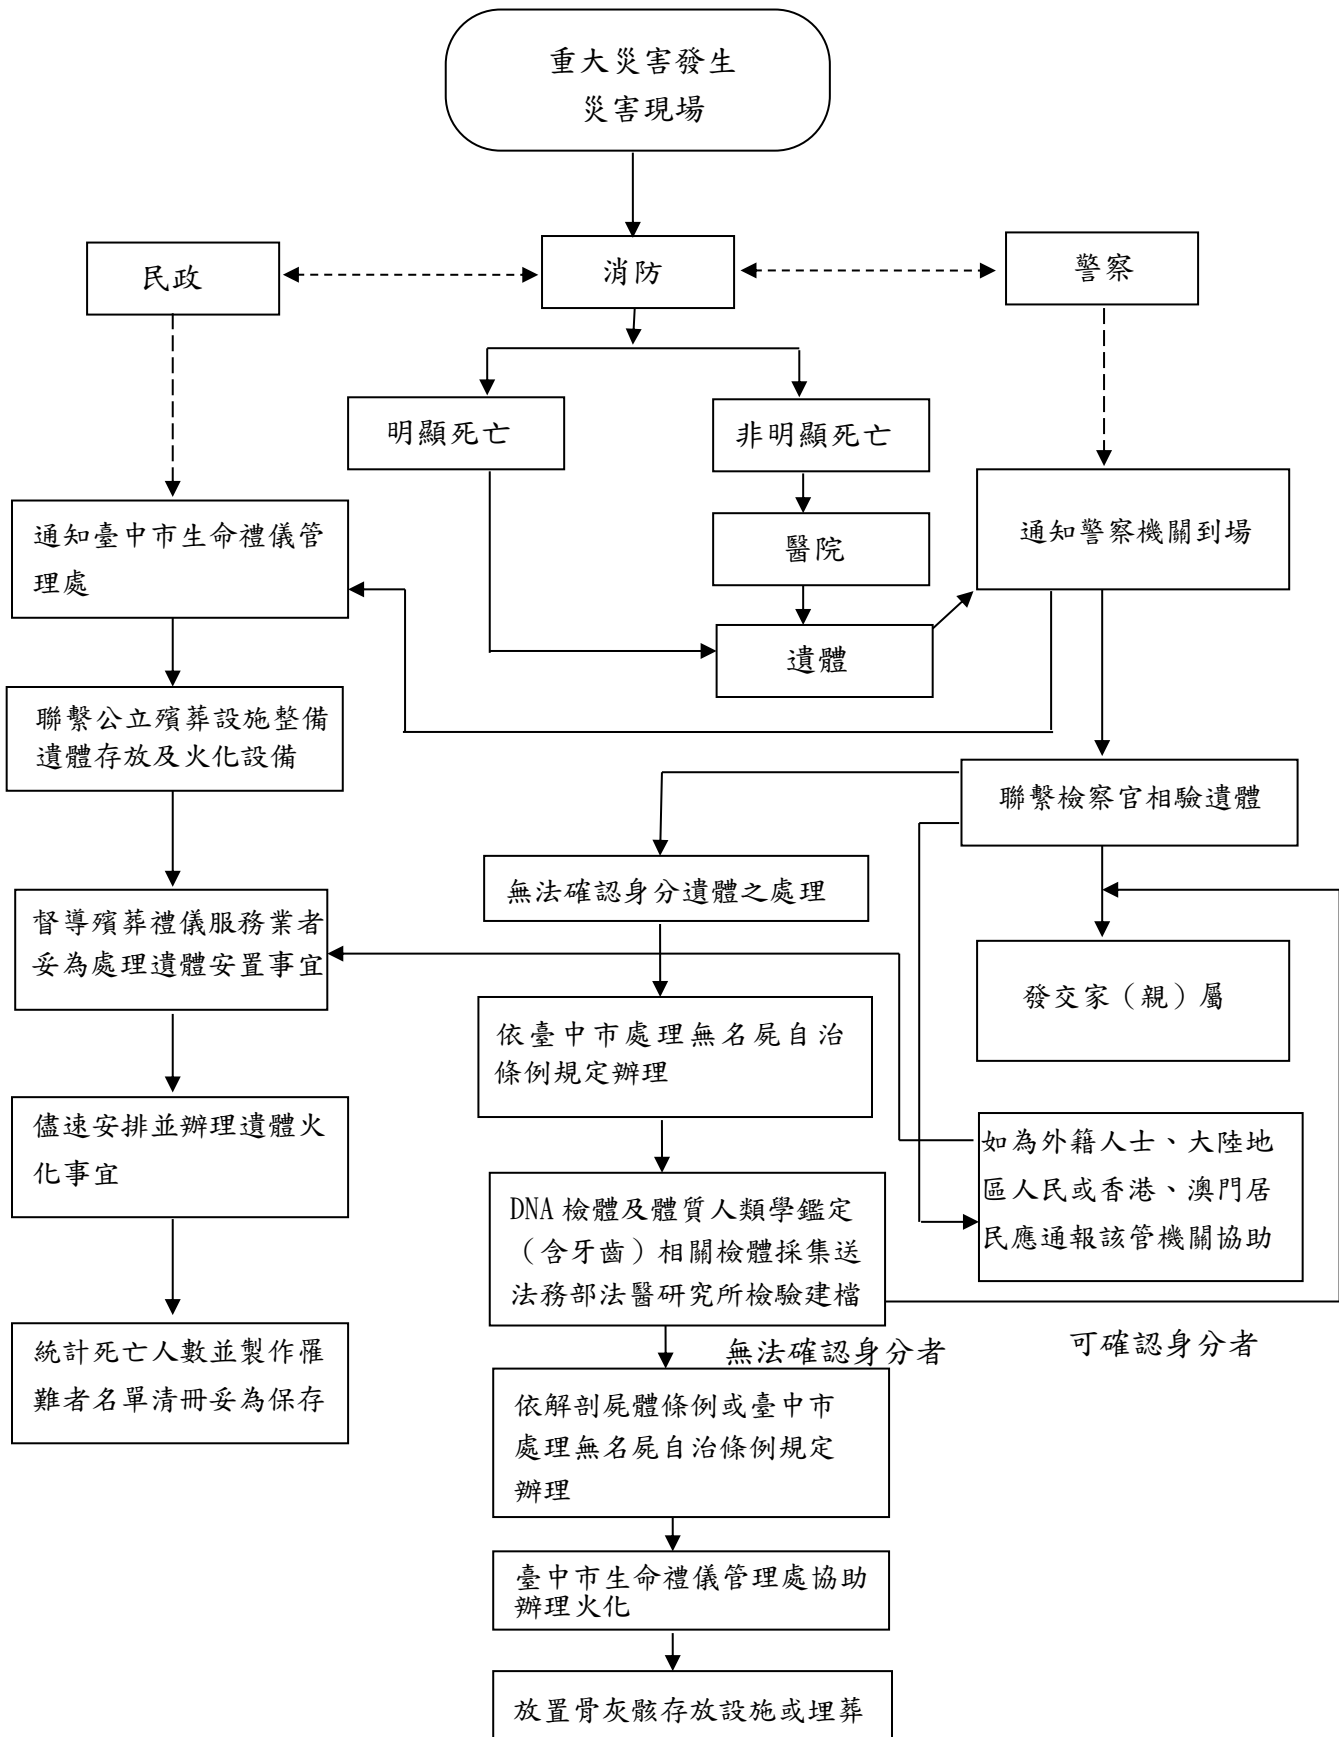 重大災害發生
災害現場
民政
消防
警察
明顯死亡
非明顯死亡
通知臺中市生命禮儀管
理處
醫院
通知警察機關到場
遺體
聯繫公立殯葬設施整備
遺體存放及火化設備
聯繫檢察官相驗遺體
無法確認身分遺體之處理
督導殯葬禮儀服務業者
妥為處理遺體安置事宜
發交家（親）屬
依臺中市處理無名屍自治
條例規定辦理
儘速安排並辦理遺體火
化事宜
如為外籍人士、大陸地
區人民或香港、澳門居
民應通報該管機關協助
DNA 檢體及體質人類學鑑定
（含牙齒）相關檢體採集送
法務部法醫研究所檢驗建檔
無法確認身分者
可確認身分者
統計死亡人數並製作罹
難者名單清冊妥為保存
依解剖屍體條例或臺中市
處理無名屍自治條例規定
辦理
臺中市生命禮儀管理處協助
辦理火化
放置骨灰骸存放設施或埋葬